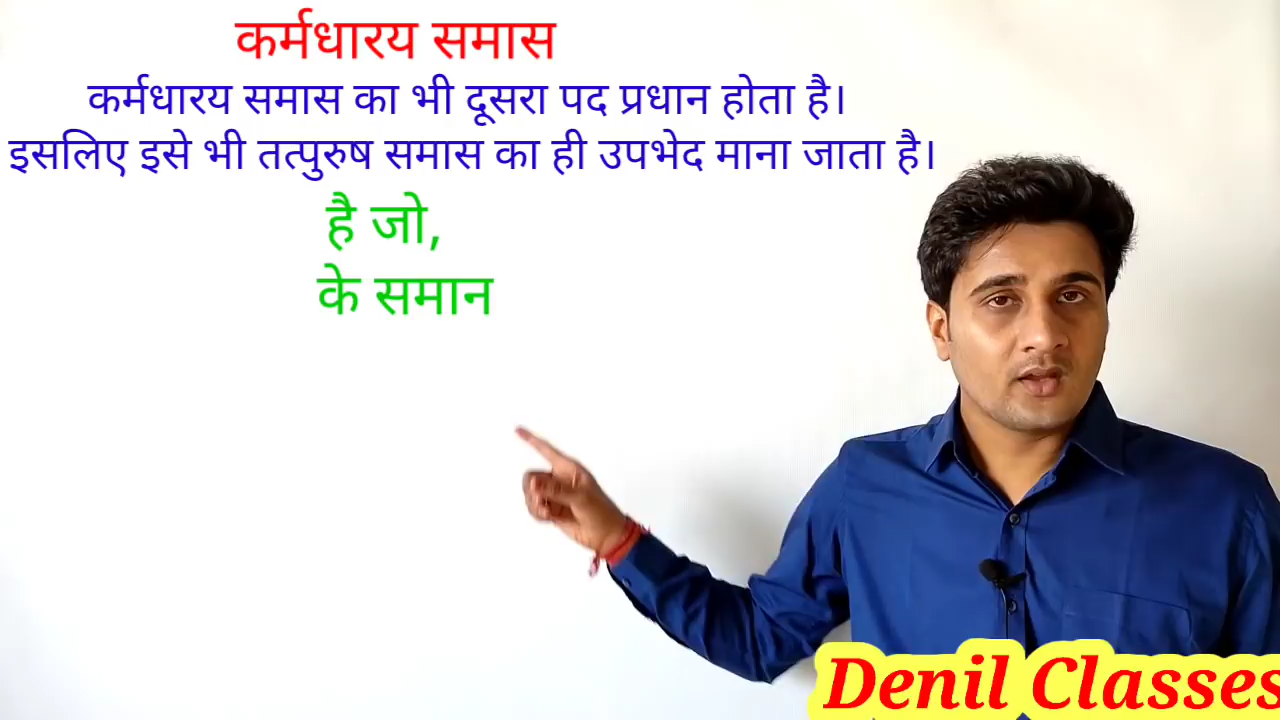 कर्मधारय समास
कर्मधारय समास का भी दूसरा पद प्रधान होता है।
इसलिए इसे भी तत्पुरुष समास का ही उपभेद माना जाता है।
है जो,
के समान
Denil Classes